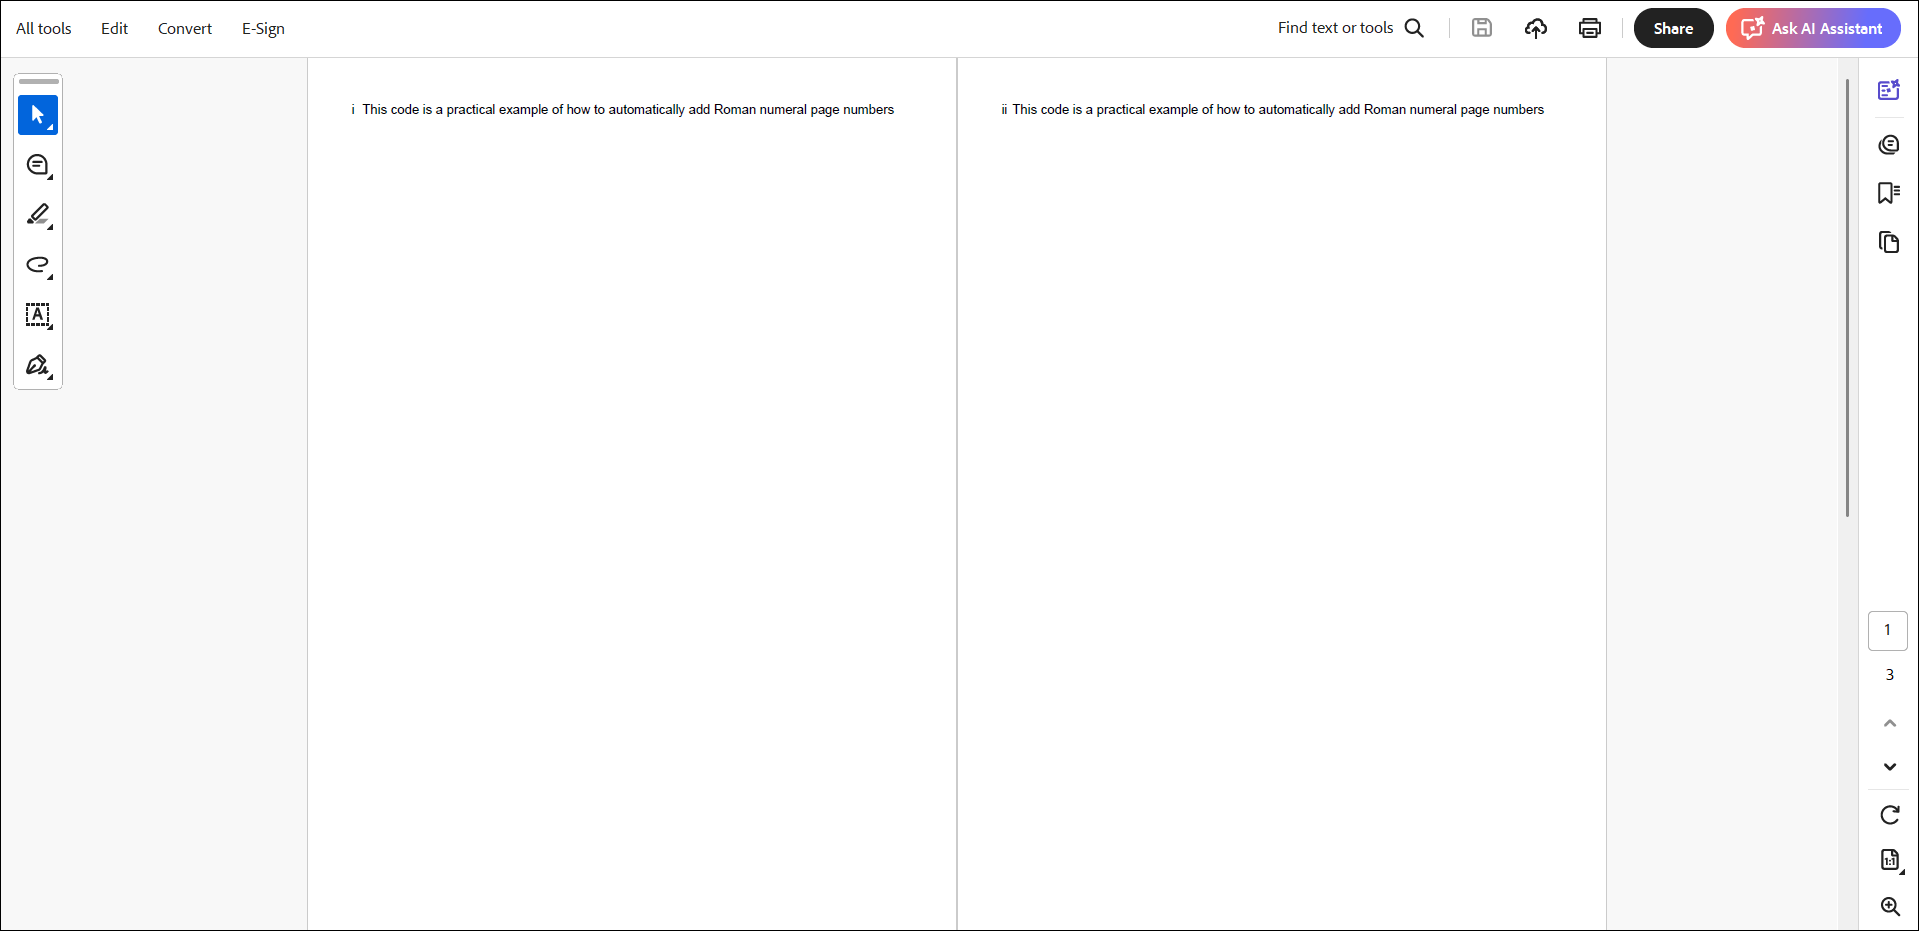 All tools Edit Convert E-Sign Find text or tools Share Ask AI Assistant
i This code is a practical example of how to automatically add Roman numeral page numbers
ii This code is a practical example of how to automatically add Roman numeral page numbers
A
1
3
1:1